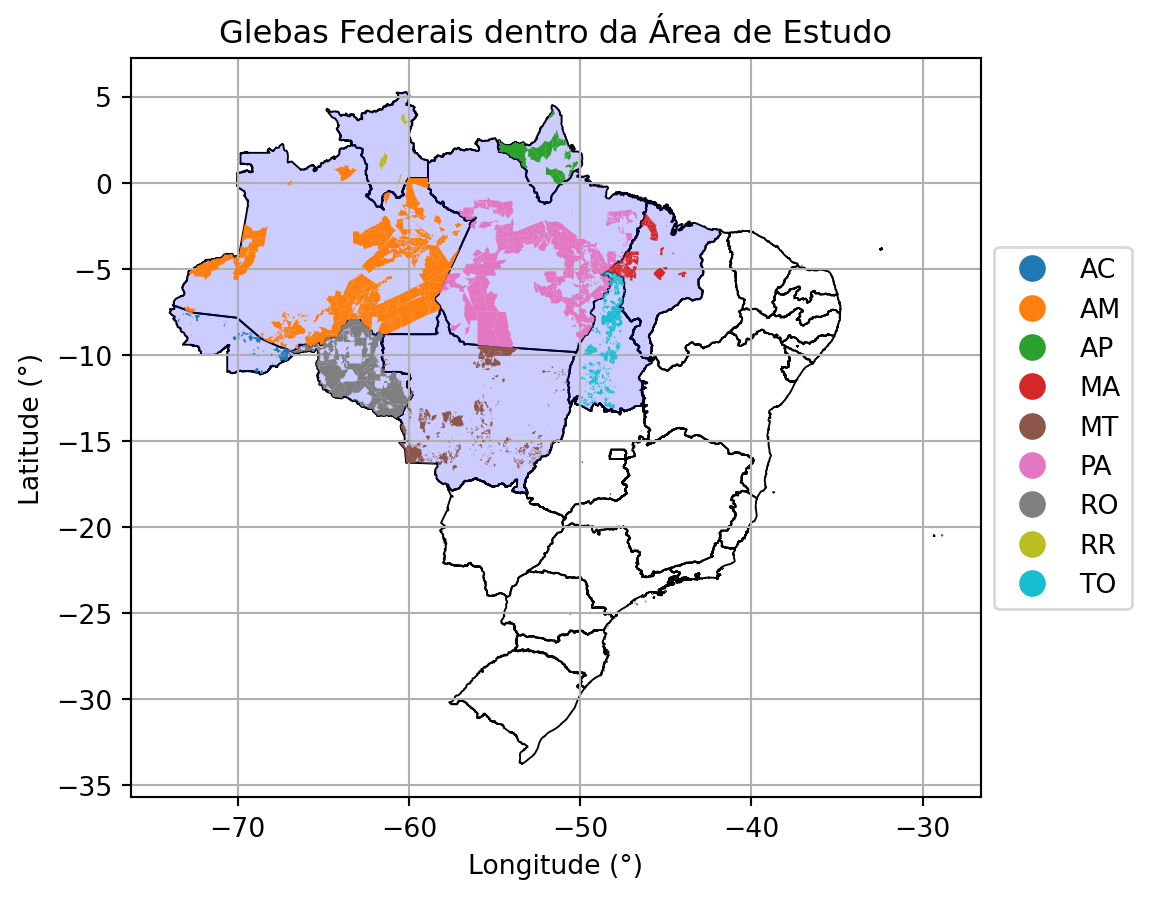 Glebas Federais dentro da Área de Estudo
5
0
−5
−10
−15
−20
−25
−30
−35
Latitude (°)
−70 −60 −50 −40 −30
Longitude (°)
AC
AM
AP
MA
MT
PA
RO
RR
TO